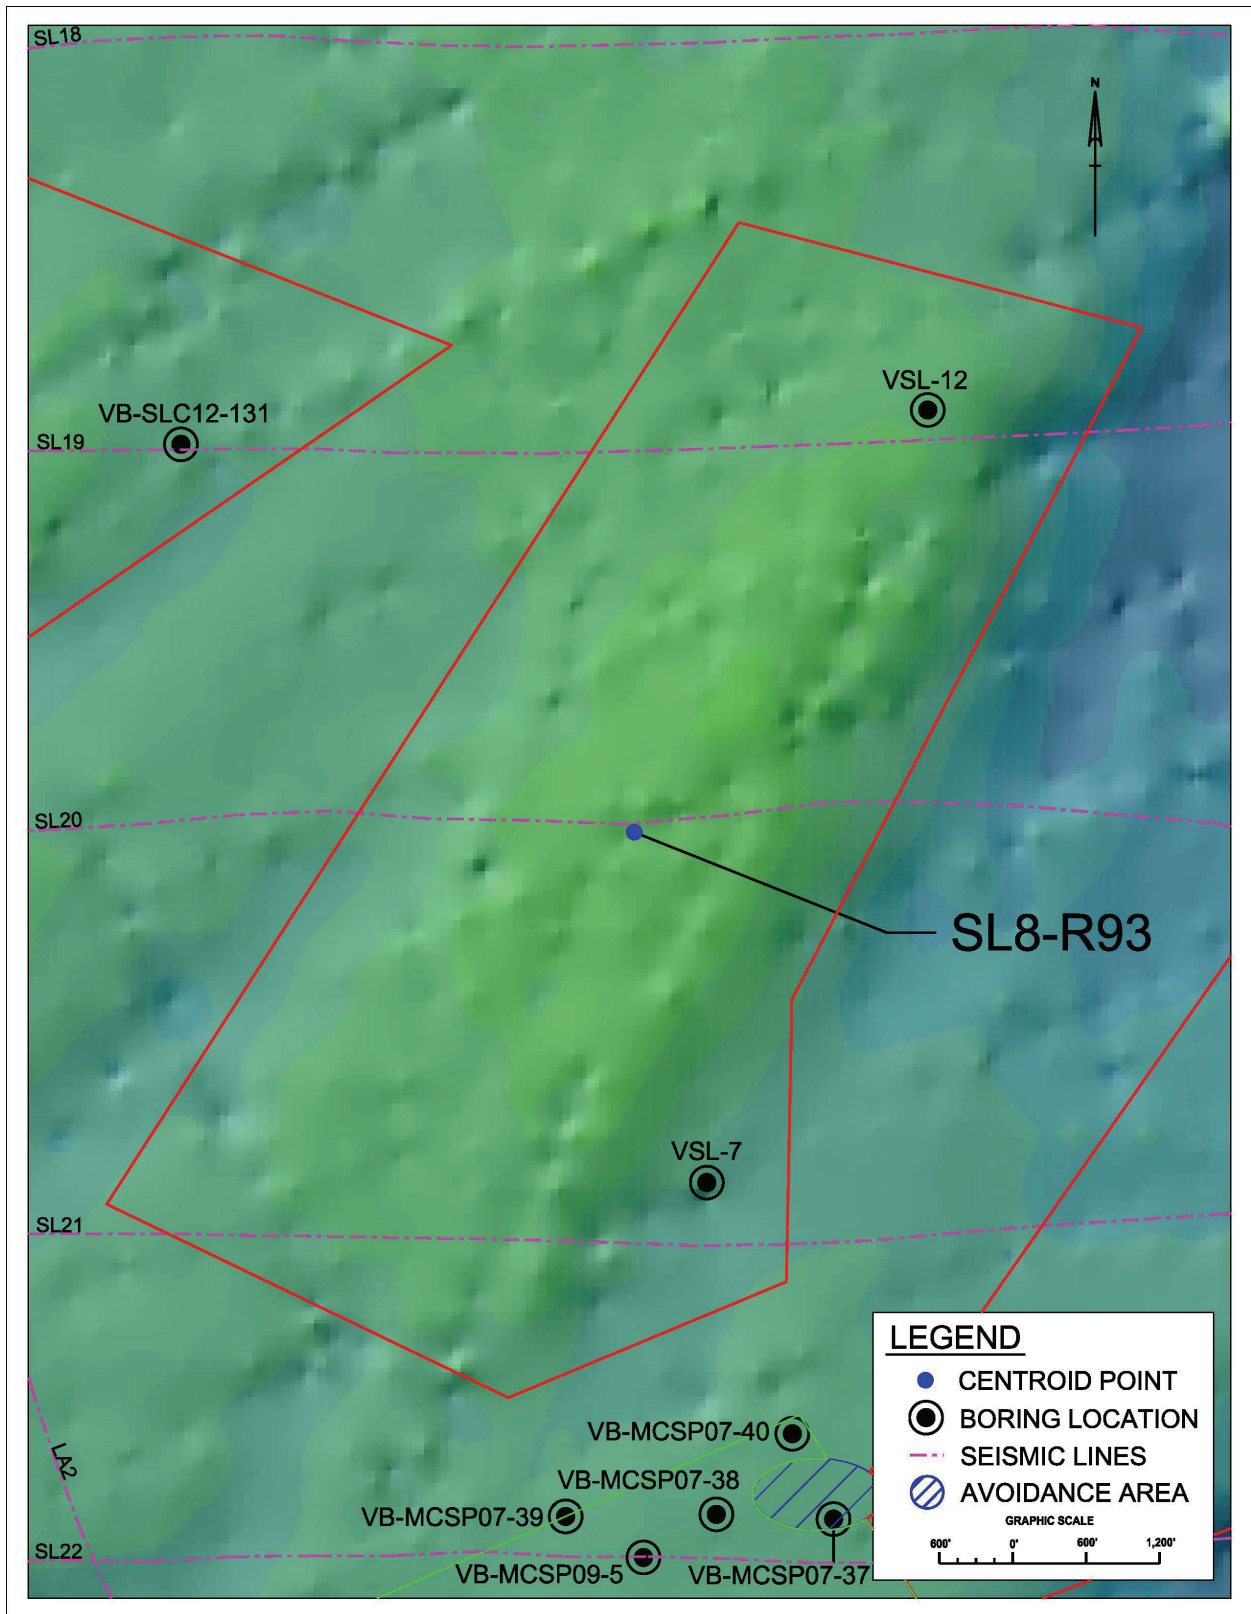 SL18
N
VSL-12
VB-SLC12-131
SL19
SL20
SL8-R93
VSL-7
SL21
LEGEND
CENTROID POINT
BORING LOCATION
SEISMIC LINES
AVOIDANCE AREA
GRAPHIC SCALE
600' 0' 600' 1,200'
VB-MCSP07-40
LA2
VB-MCSP07-38
VB-MCSP07-39
SL22
VB-MCSP09-5
VB-MCSP07-37